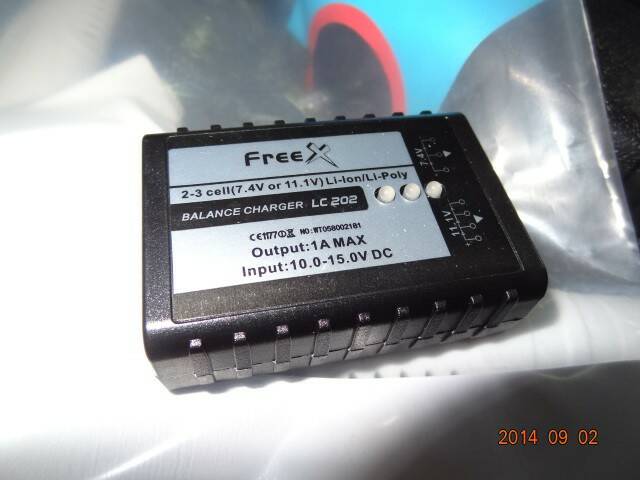 FreeX
2-3 cell(7.4V or 11.1V)Li-Ion/Li-Poly
BALANCE CHARGER LC 202
CE1177 NO:WT058002181
Output:1A MAX
Input:10.0-15.0V DC
7.4V
11.1V
2014 09 02